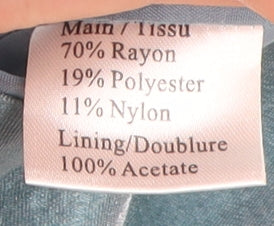 Main / Tissu
70% Rayon
19% Polyester
11% Nylon
Lining/Doublure
100% Acetate